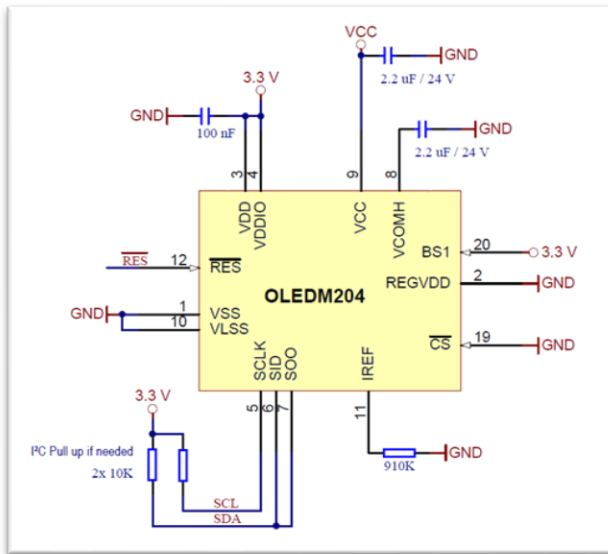 VCC
GND
2.2 uF / 24 V
3.3 V
GND
100 nF
GND
2.2 uF / 24 V
3
4
9
8
VDD
VDDIO
VCC
VCOMH
BS1
20
3.3 V
RES
12
RES
REGVDD
2
GND
OLEDM204
GND
1
VSS
10
VLSS
CS
19
GND
SCLK
SID
SOO
IREF
5
6
7
11
3.3 V
I²C Pull up if needed
2x 10K
910K
GND
SCL
SDA